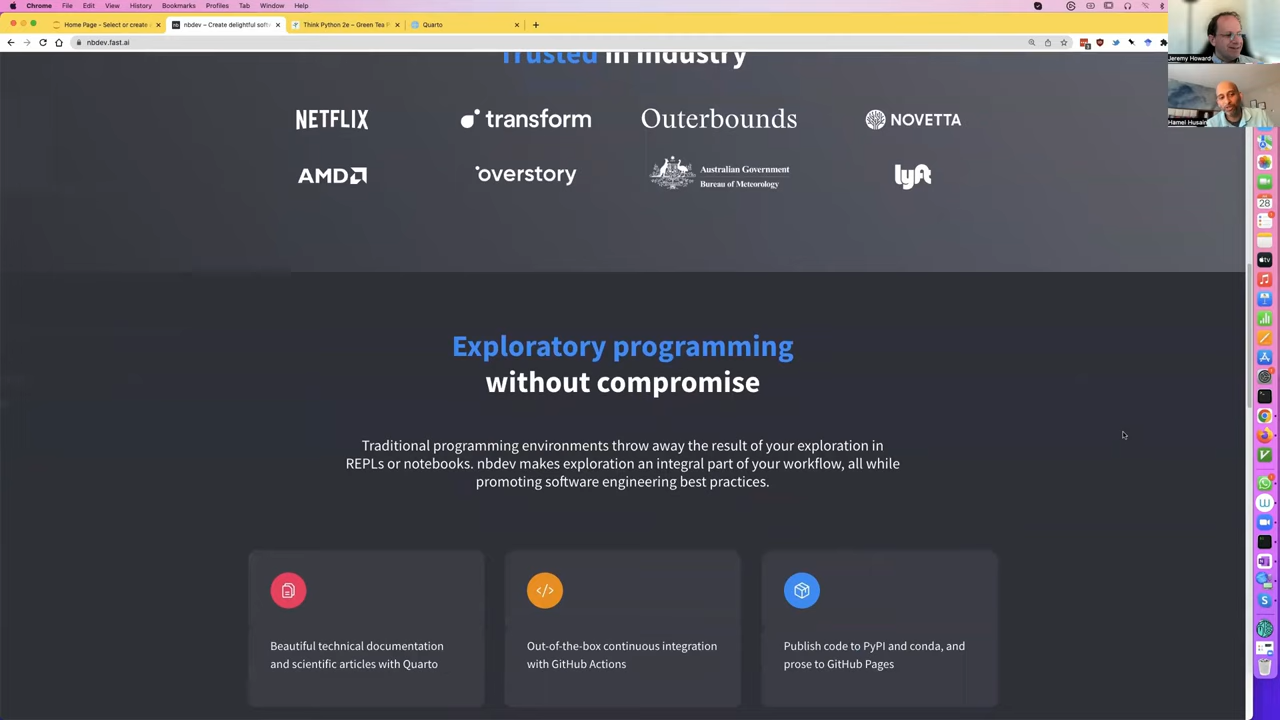 Chrome File Edit View History Bookmarks Profiles Tab Window Help
Home Page - Select or create
nbdev – Create delightful soft
Think Python 2e – Green Tea P
Quarto
nbdev.fast.ai
Jeremy Howard
Hamel Husain
Trusted in industry
NETFLIX
transform
Outerbounds
NOVETTA
AMD
overstory
Australian Government
Bureau of Meteorology
lyft
Exploratory programming
without compromise
Traditional programming environments throw away the result of your exploration in
REPLs or notebooks. nbdev makes exploration an integral part of your workflow, all while
promoting software engineering best practices.
Beautiful technical documentation
and scientific articles with Quarto
Out-of-the-box continuous integration
with GitHub Actions
Publish code to PyPI and conda, and
prose to GitHub Pages
28
tv